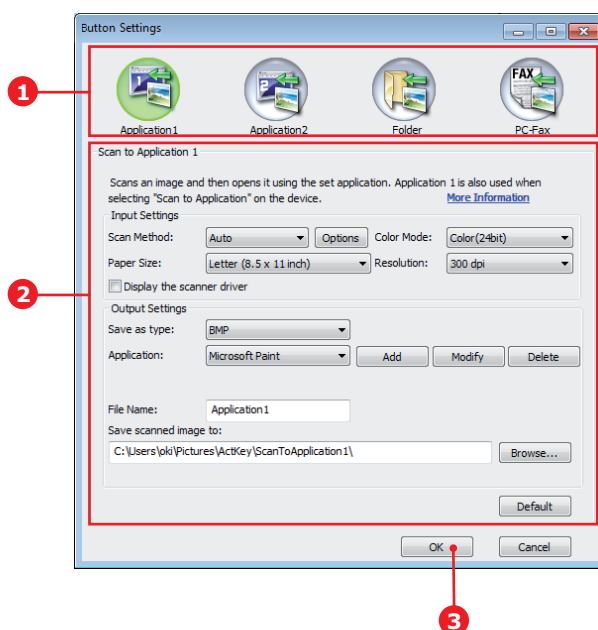 Button Settings
1
1
2
FAX
Application1
Application2
Folder
PC-Fax
2
Scan to Application 1
Scans an image and then opens it using the set application. Application 1 is also used when
selecting "Scan to Application" on the device.
More Information
Input Settings
Scan Method:
Auto
Options
Color Mode:
Color(24bit)
Paper Size:
Letter (8.5 x 11 inch)
Resolution:
300 dpi
Display the scanner driver
Output Settings
Save as type:
BMP
Application:
Microsoft Paint
Add
Modify
Delete
File Name:
Application1
Save scanned image to:
C:\Users\oki\Pictures\ActKey\ScanToApplication1\
Browse...
Default
OK
Cancel
3